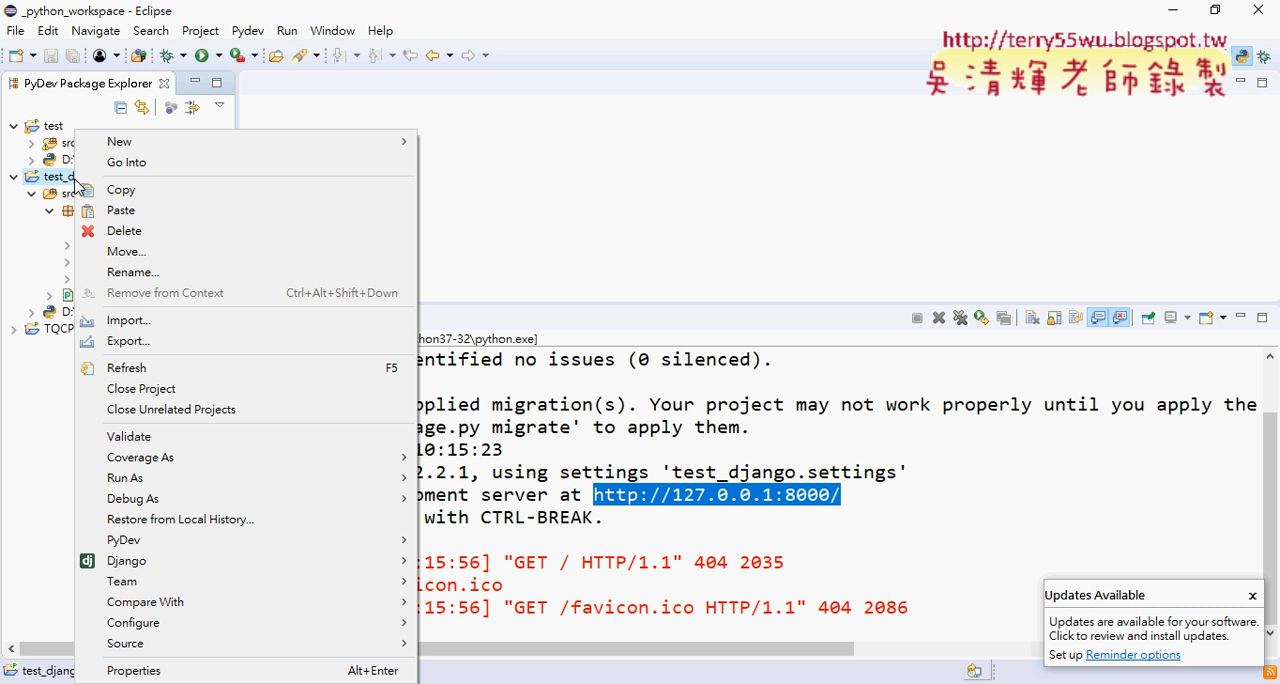 _python_workspace - Eclipse
File Edit Navigate Search Project Pydev Run Window Help
http://terry55wu.blogspot.tw
吳清輝老師錄製
PyDev Package Explorer
test
src
D:\
test_d
src
D:\
TQCP
New
Go Into
Copy
Paste
Delete
Move...
Rename...
Remove from Context Ctrl+Alt+Shift+Down
Import...
Export...
Refresh F5
Close Project
Close Unrelated Projects
Validate
Coverage As
Run As
Debug As
Restore from Local History...
PyDev
dj Django
Team
Compare With
Configure
Source
Properties Alt+Enter
hon37-32\python.exe]
entified no issues (0 silenced).
pplied migration(s). Your project may not work properly until you apply the
age.py migrate' to apply them.
10:15:23
2.2.1, using settings 'test_django.settings'
pment server at http://127.0.0.1:8000/
with CTRL-BREAK.
:15:56] "GET / HTTP/1.1" 404 2035
icon.ico
:15:56] "GET /favicon.ico HTTP/1.1" 404 2086
Updates Available
Updates are available for your software.
Click to review and install updates.
Set up Reminder options
test_djang